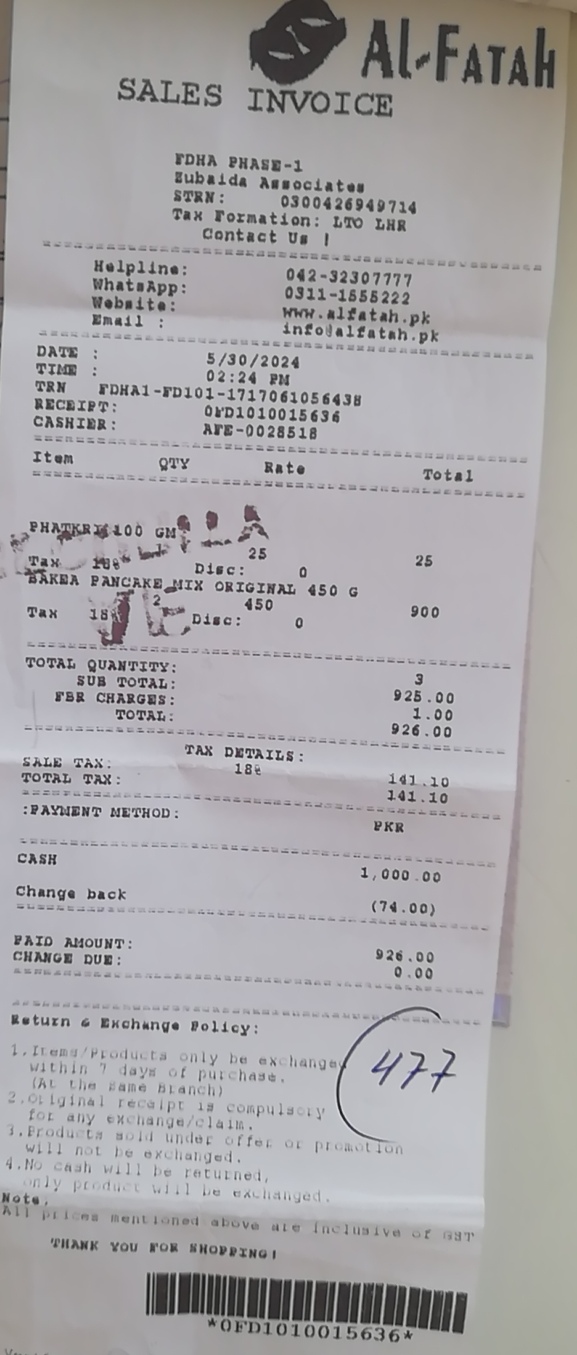 Al-FATAH
SALES INVOICE
FDHA PHASE-1
Zubaida Associates
STRN: 0300426949714
Tax Formation: LTO LHR
Contact Us !
Helpline: 042-32307777
WhatsApp: 0311-1555222
Website: www.alfatah.pk
Email : info@alfatah.pk
DATE : 5/30/2024
TIME : 02:24 PM
TRN FDHA1-FD101-1717061056438
RECEIPT: 0FD1010015636
CASHIER: AFE-0028518
Item QTY Rate Total
PHATKRI 100 GM
1 25 25
Tax 18% Disc: 0
BAKEA PANCAKE MIX ORIGINAL 450 G
2 450 900
Tax 18% Disc: 0
TOTAL QUANTITY: 3
SUB TOTAL: 925.00
FBR CHARGES: 1.00
TOTAL: 926.00
TAX DETAILS:
SALE TAX: 18% 141.10
TOTAL TAX: 141.10
:PAYMENT METHOD: PKR
CASH 1,000.00
Change back (74.00)
PAID AMOUNT: 926.00
CHANGE DUE: 0.00
Return & Exchange Policy:
477
1.Items/Products only be exchanged
within 7 days of purchase.
(At the same Branch)
2.Original receipt is compulsory
for any exchange/claim.
3.Products sold under offer or promotion
will not be exchanged.
4.No cash will be returned,
only product will be exchanged.
Note,
All prices mentioned above are inclusive of GST
THANK YOU FOR SHOPPING!
*0FD1010015636*